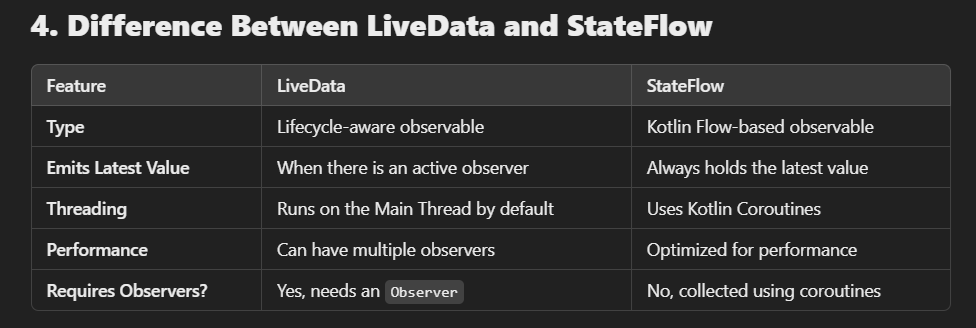 4. Difference Between LiveData and StateFlow
Feature LiveData StateFlow
Type Lifecycle-aware observable Kotlin Flow-based observable
Emits Latest Value When there is an active observer Always holds the latest value
Threading Runs on the Main Thread by default Uses Kotlin Coroutines
Performance Can have multiple observers Optimized for performance
Requires Observers? Yes, needs an Observer No, collected using coroutines